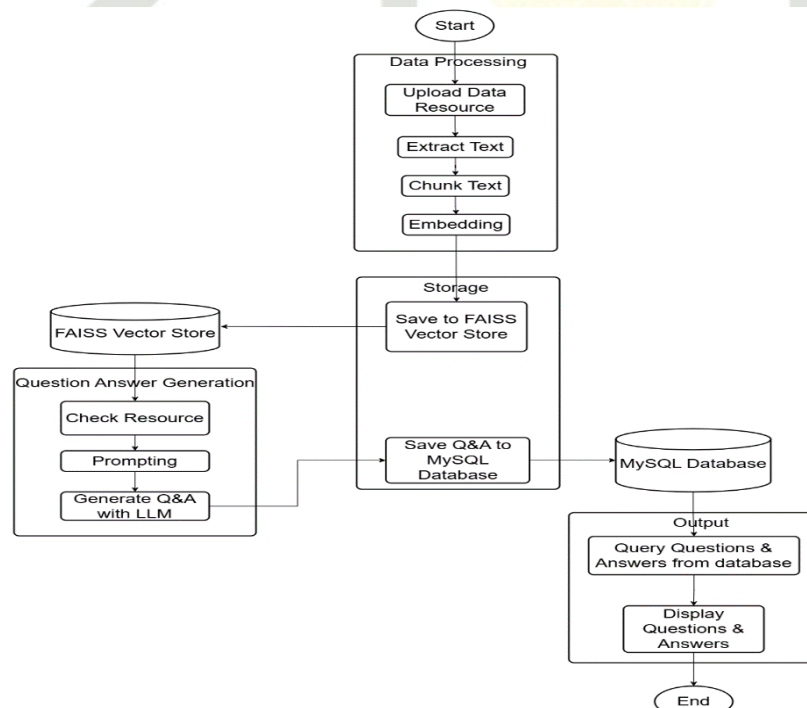 Start
Data Processing
Upload Data
Resource
Extract Text
Chunk Text
Embedding
Storage
Save to FAISS
Vector Store
FAISS Vector Store
Question Answer Generation
Check Resource
Prompting
Generate Q&A
with LLM
Save Q&A to
MySQL
Database
MySQL Database
Output
Query Questions &
Answers from database
Display
Questions &
Answers
End